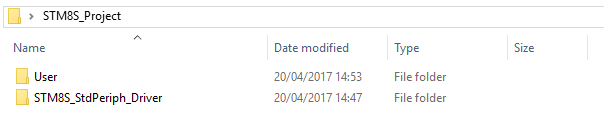 STM8S_Project
Name Date modified Type Size
User 20/04/2017 14:53 File folder
STM8S_StdPeriph_Driver 20/04/2017 14:47 File folder